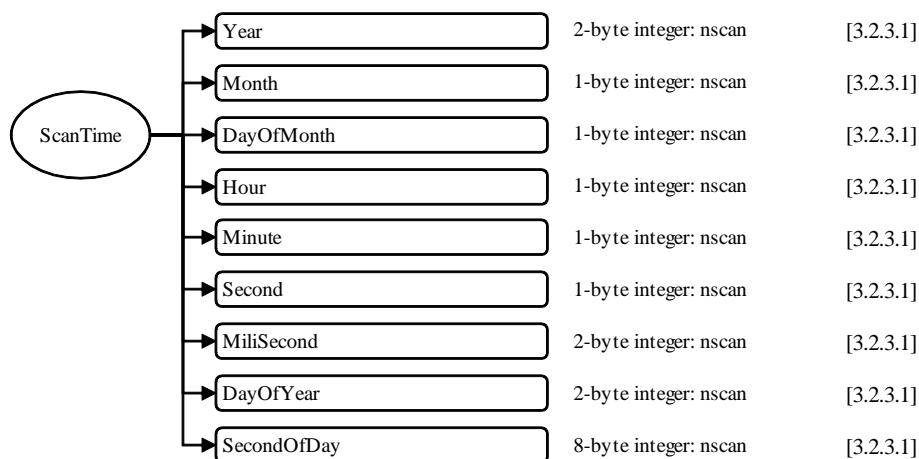 Year 2-byte integer: nscan [3.2.3.1]
Month 1-byte integer: nscan [3.2.3.1]
ScanTime
DayOfMonth 1-byte integer: nscan [3.2.3.1]
Hour 1-byte integer: nscan [3.2.3.1]
Minute 1-byte integer: nscan [3.2.3.1]
Second 1-byte integer: nscan [3.2.3.1]
MiliSecond 2-byte integer: nscan [3.2.3.1]
DayOfYear 2-byte integer: nscan [3.2.3.1]
SecondOfDay 8-byte integer: nscan [3.2.3.1]